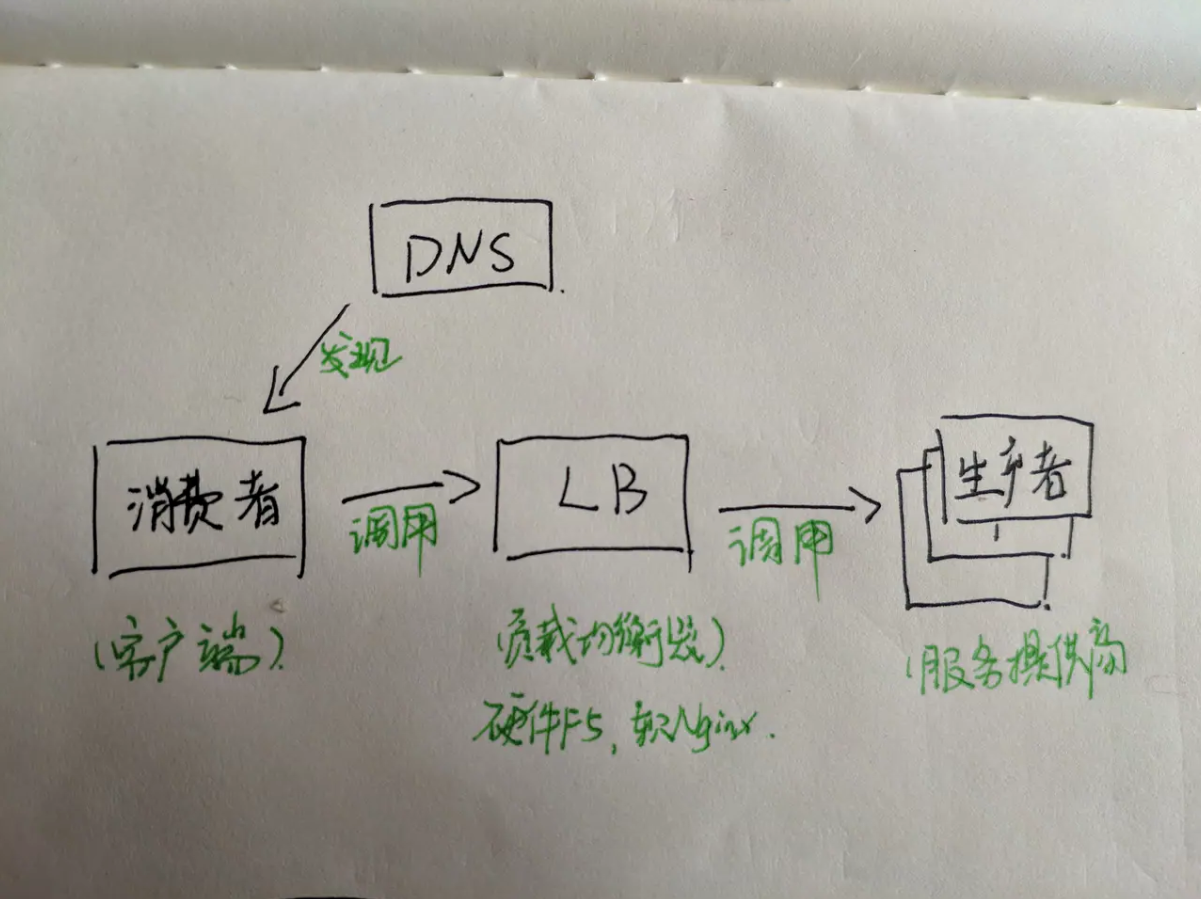 DNS
发现
消费者
调用
LB
调用
生产者
(客户端)
(负载均衡器)
硬件F5,软Nginx.
(服务提供商